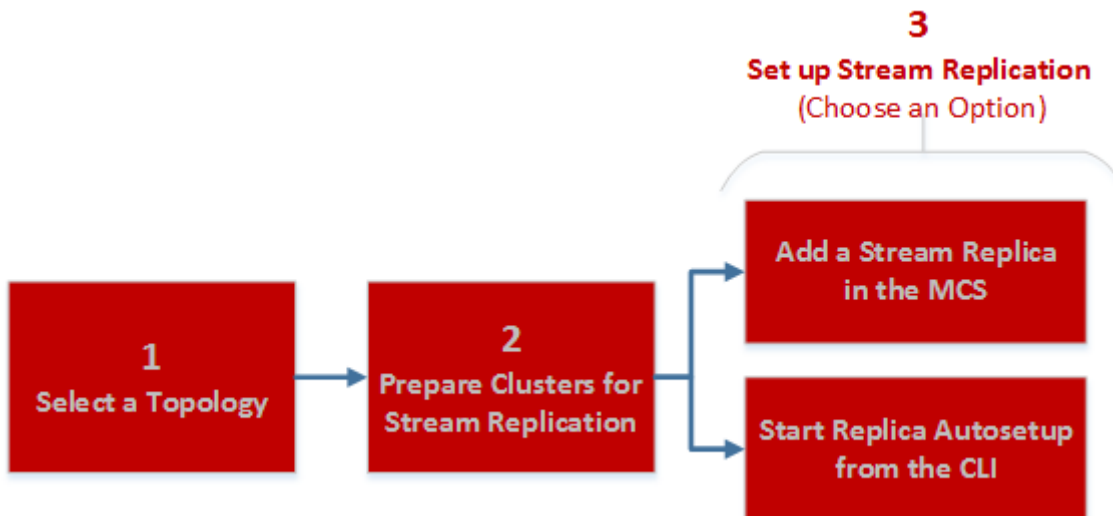 3
Set up Stream Replication
(Choose an Option)
Add a Stream Replica
in the MCS
1
Select a Topology
2
Prepare Clusters for
Stream Replication
Start Replica Autosetup
from the CLI